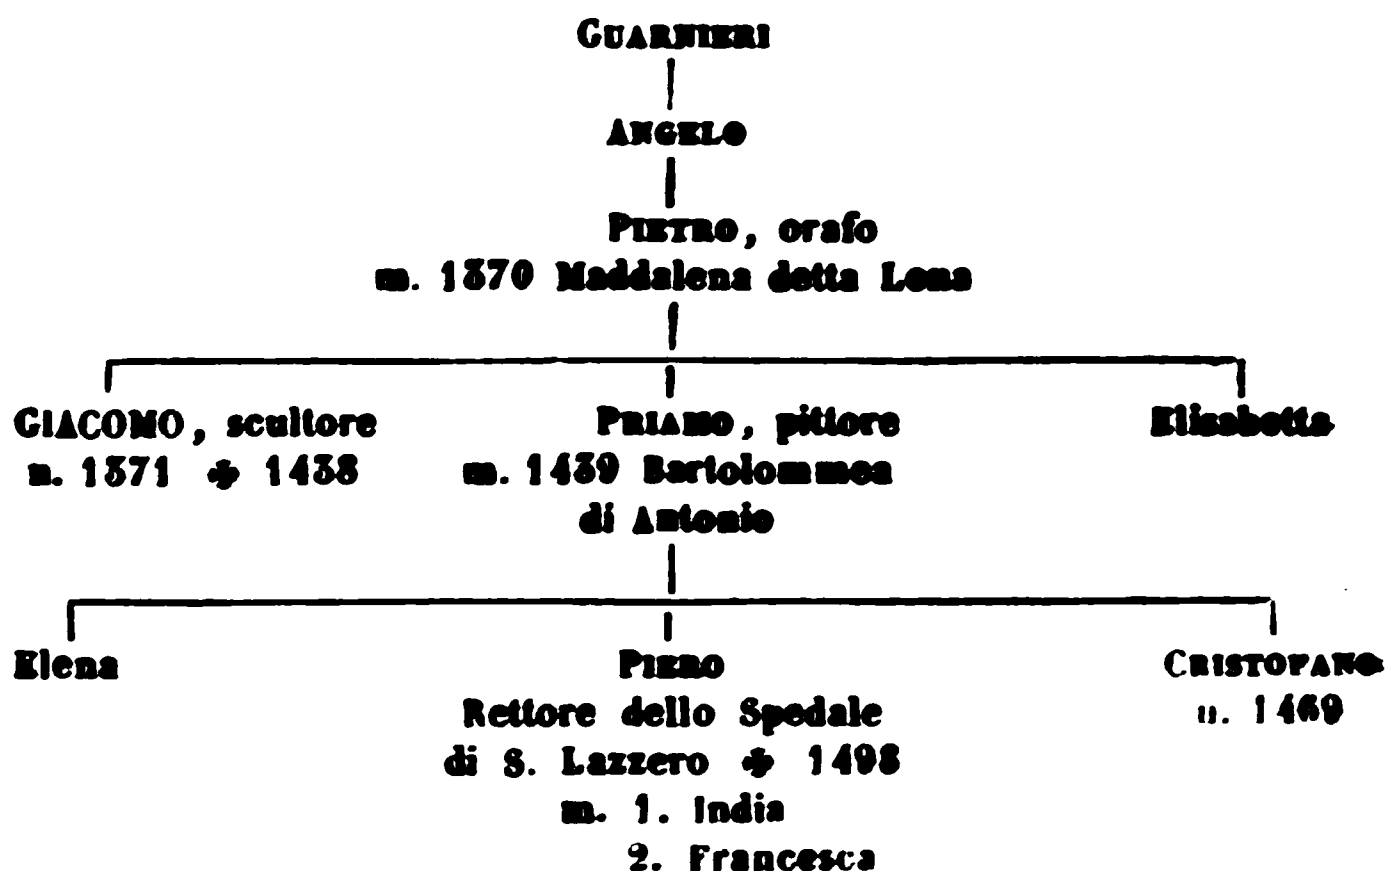 GUARNIERI
ANGELO
PIETRO, orafo
m. 1370 Maddalena detta Lena
GIACOMO, scultore
n. 1371 ✠ 1438
PRIAMO, pittore
m. 1439 Bartolommea
di Antonio
Elisabetta
Elena
PIERO
Rettore dello Spedale
di S. Lazzero ✠ 1498
m. 1. India
2. Francesca
CRISTOFANO
n. 1469